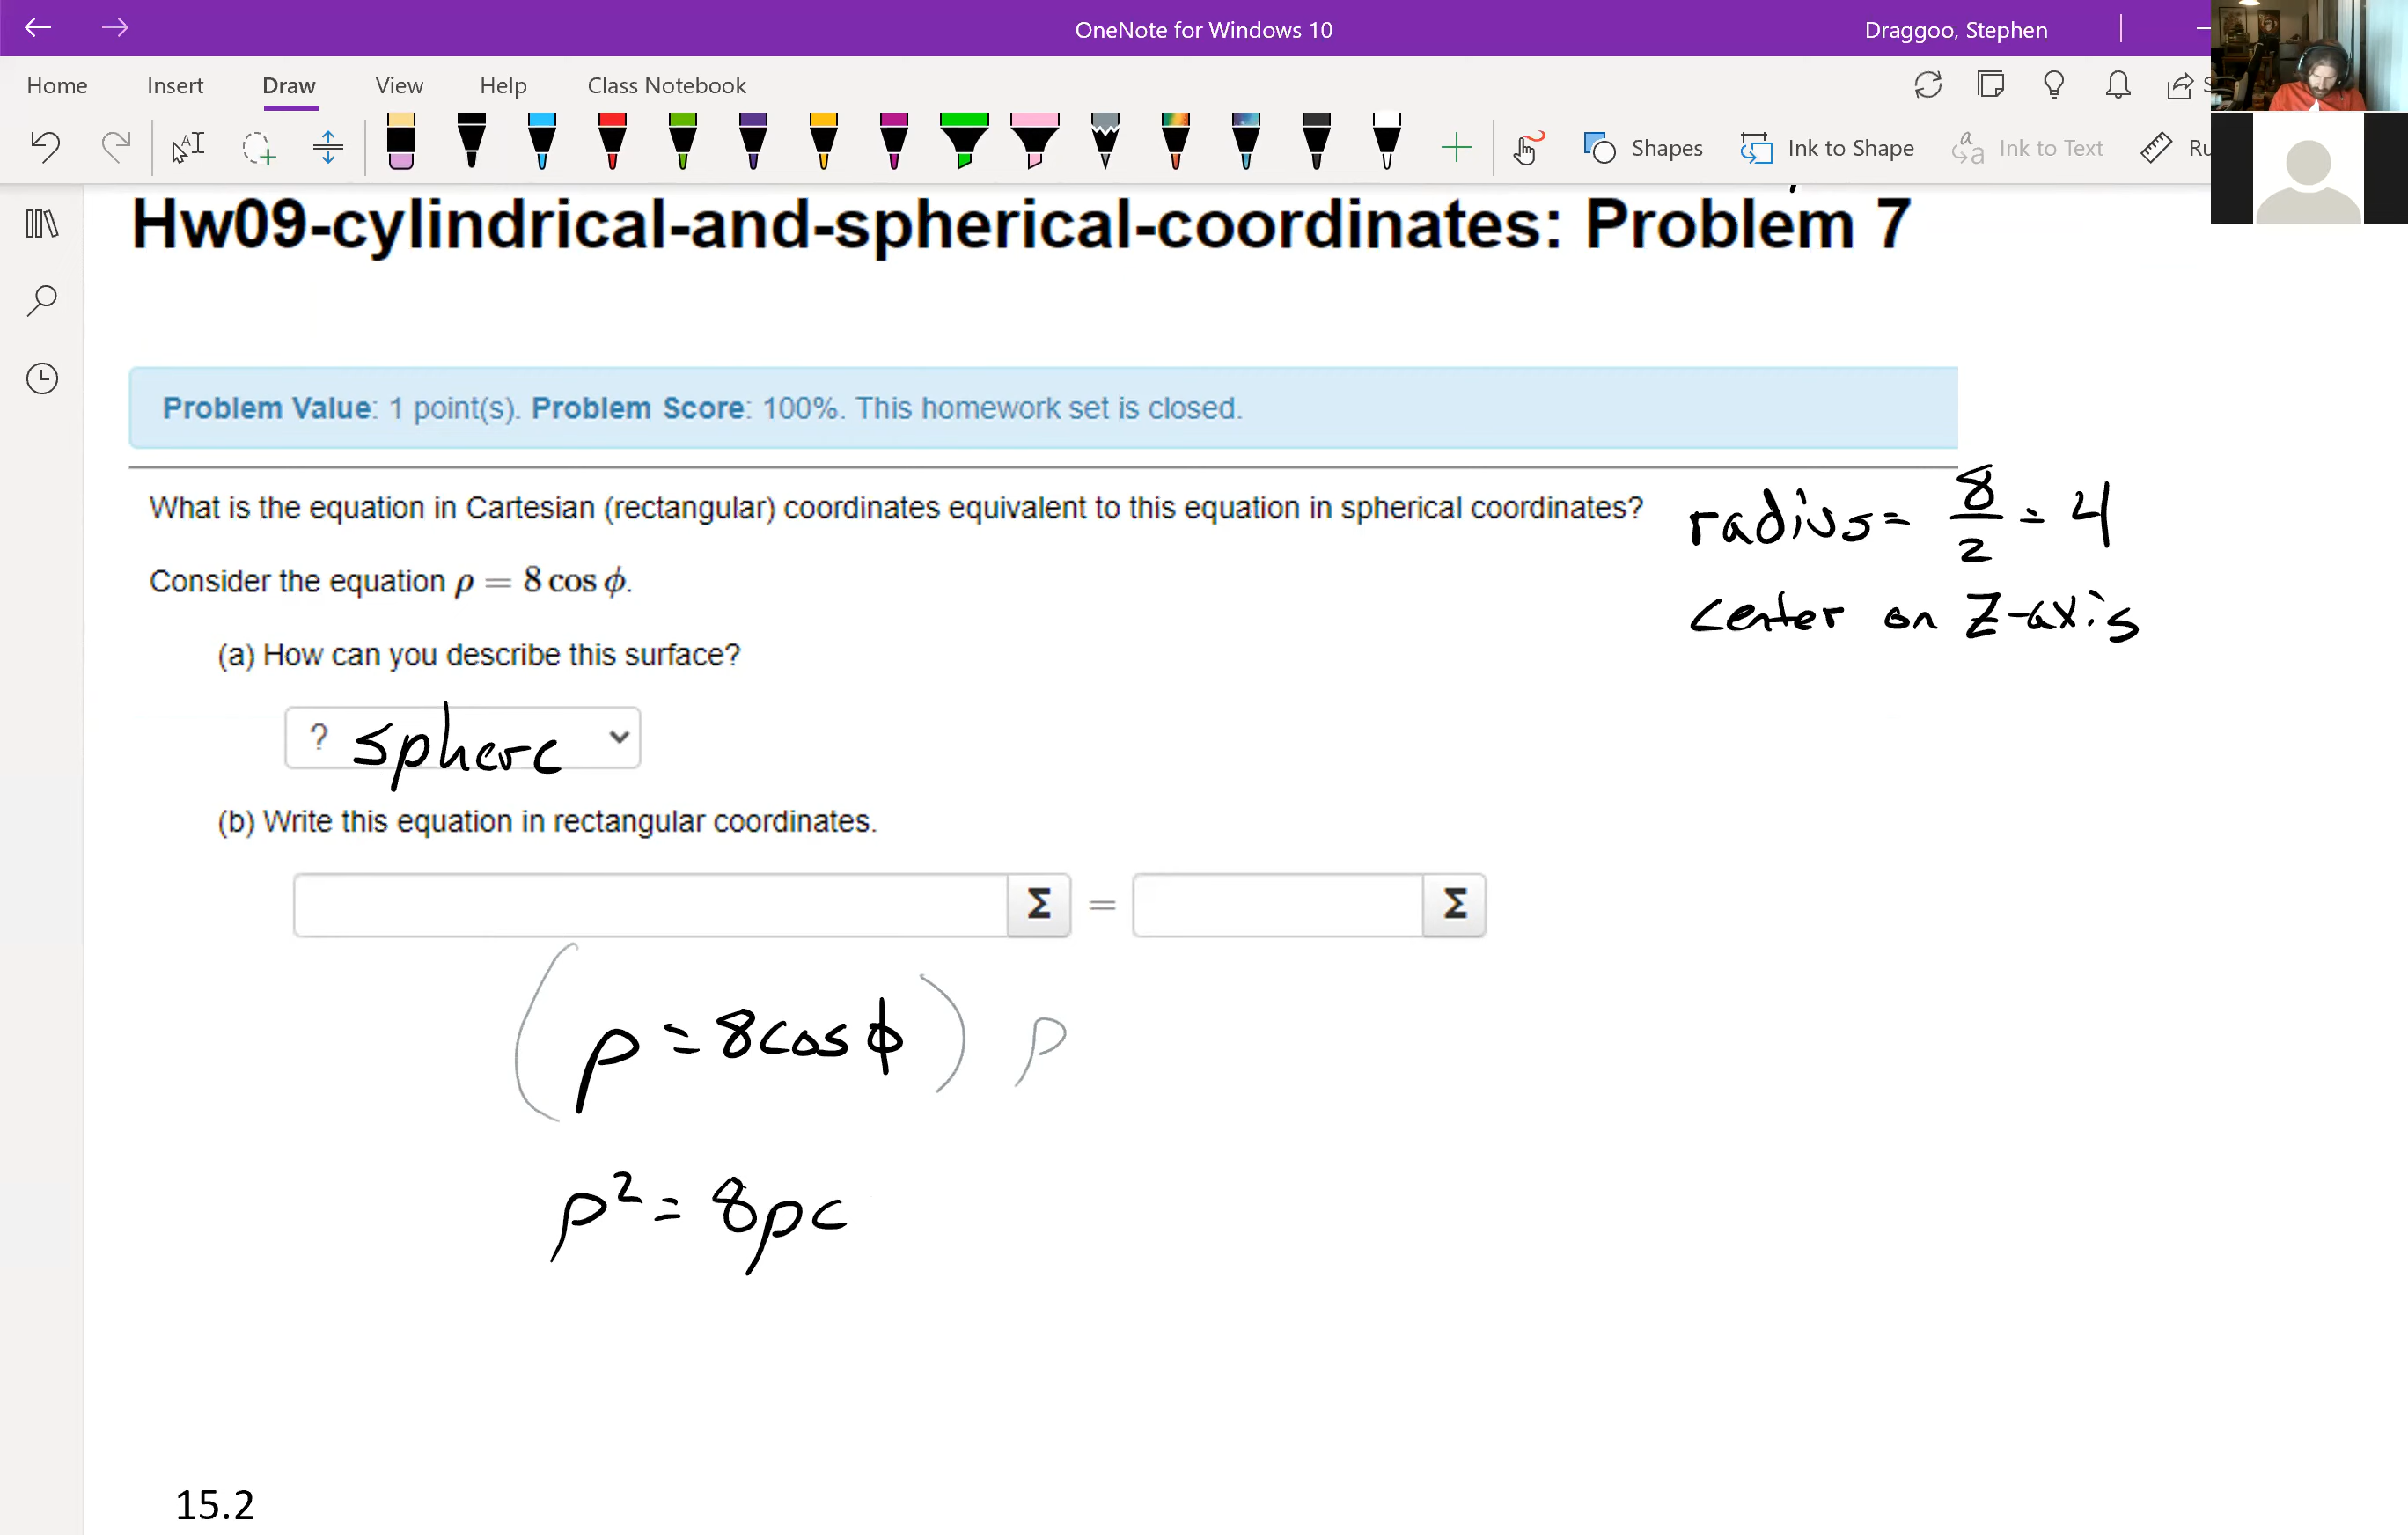 OneNote for Windows 10
Draggoo, Stephen
Home Insert Draw View Help Class Notebook
Shapes Ink to Shape Ink to Text
Hw09-cylindrical-and-spherical-coordinates: Problem 7
Problem Value: 1 point(s). Problem Score: 100%. This homework set is closed.
What is the equation in Cartesian (rectangular) coordinates equivalent to this equation in spherical coordinates?
radius = 8/2 = 4
Consider the equation ρ = 8 cos ϕ.
center on z-axis
(a) How can you describe this surface?
? sphere
(b) Write this equation in rectangular coordinates.
Σ = Σ
(ρ = 8cos ϕ) ρ
ρ² = 8ρc
15.2